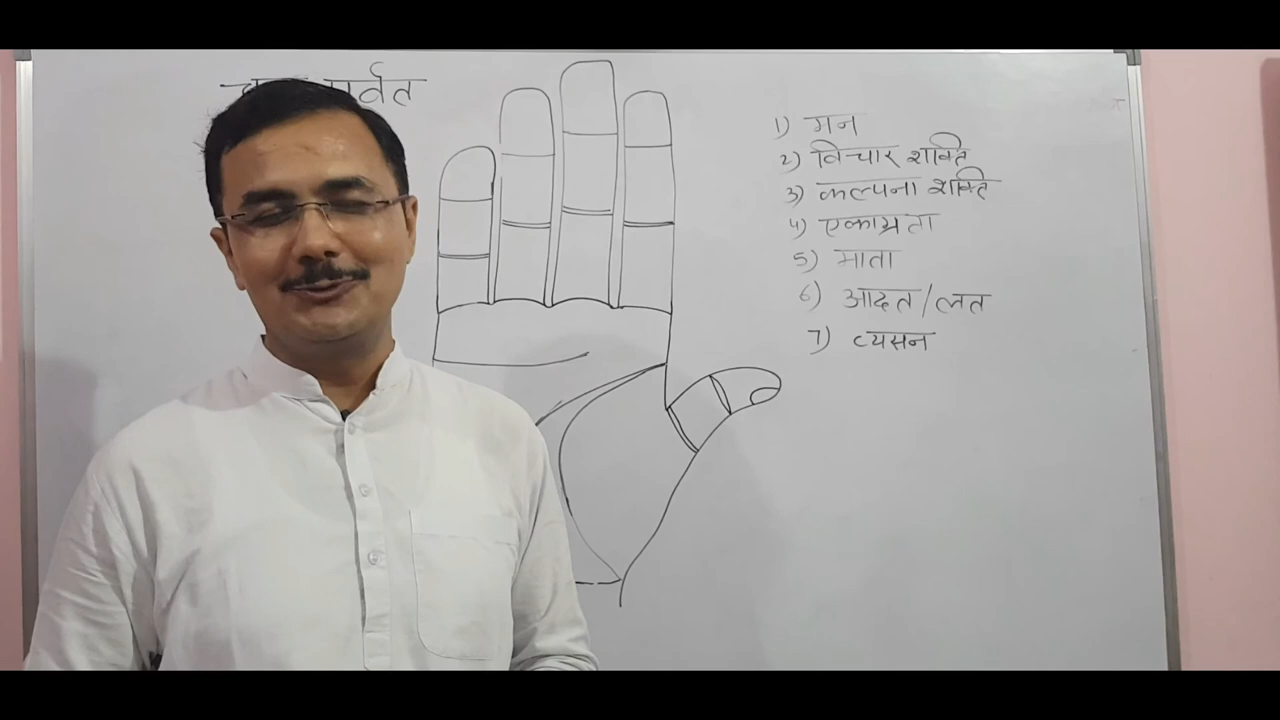 पर्वत
1) मन
2) विचार शक्ति
3) कल्पना शक्ति
4) एकाग्रता
5) माता
6) आदत/लत
7) व्यसन